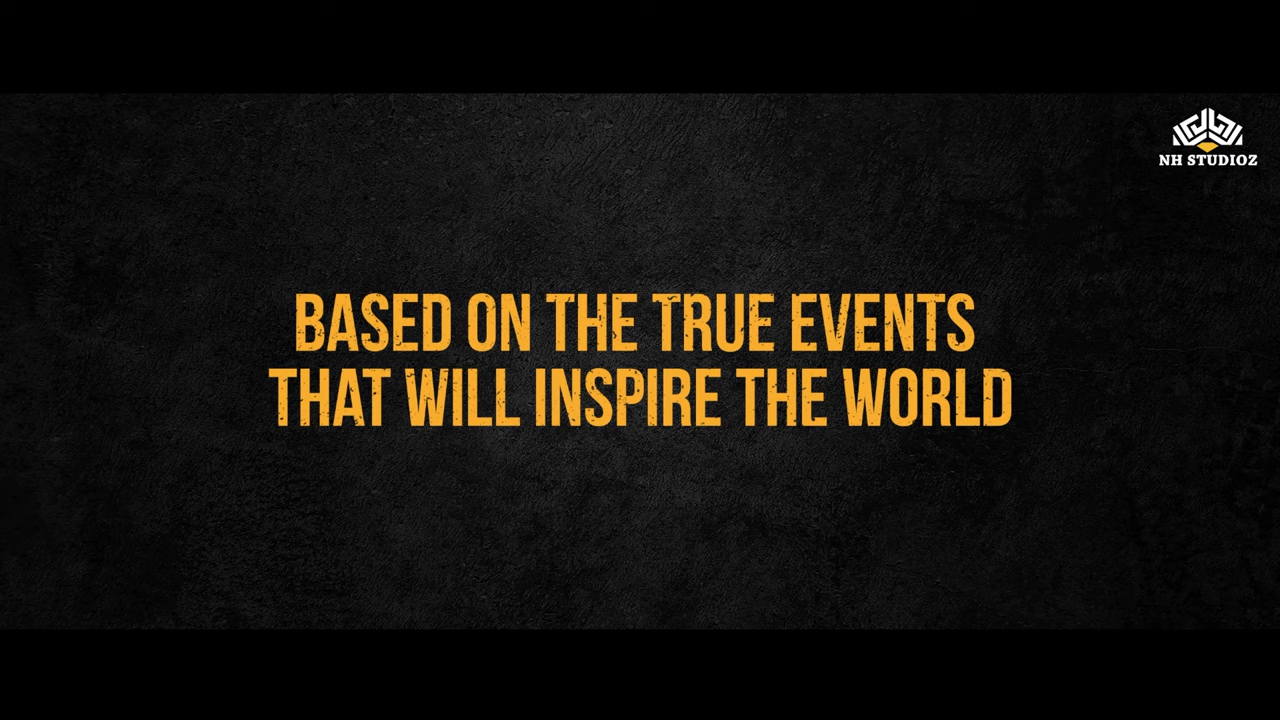 NH STUDIOZ
BASED ON THE TRUE EVENTS
THAT WILL INSPIRE THE WORLD